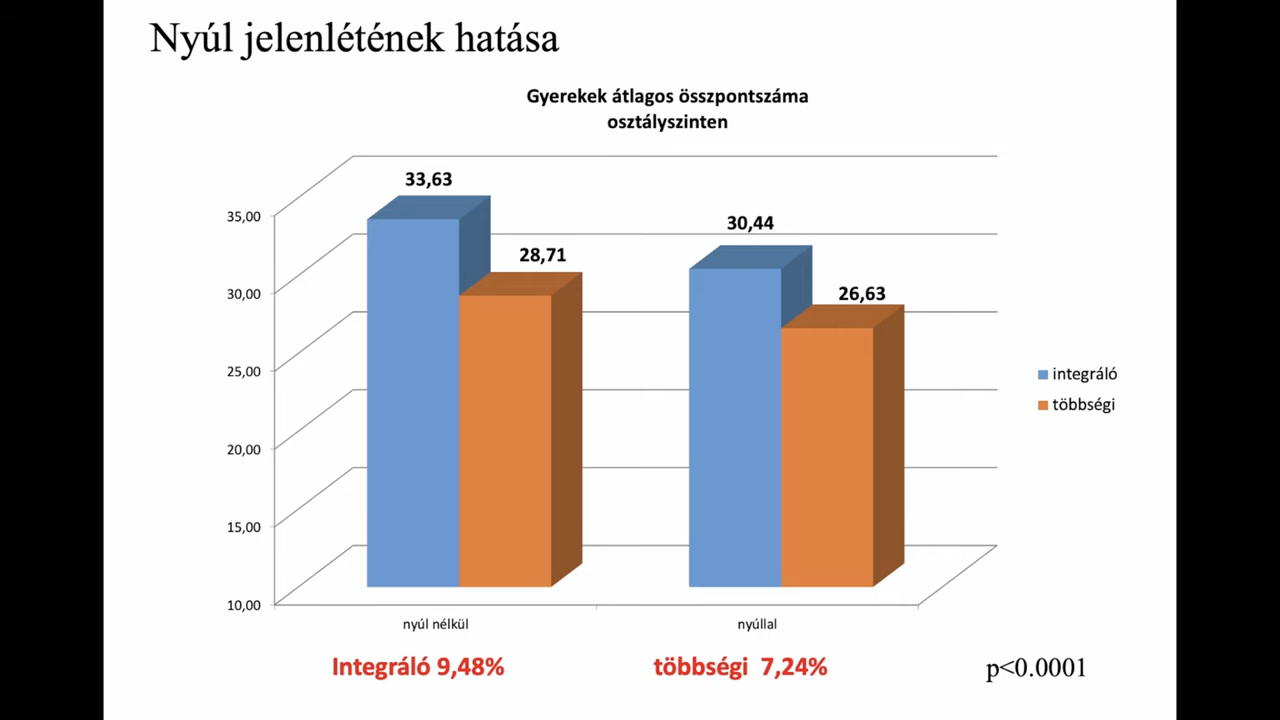 Nyúl jelenlétének hatása
Gyerekek átlagos összpontszáma
osztályszinten
33,63
28,71
30,44
26,63
35,00
30,00
25,00
20,00
15,00
10,00
nyúl nélkül
nyúllal
integráló
többségi
Integráló 9,48%
többségi 7,24%
p<0.0001